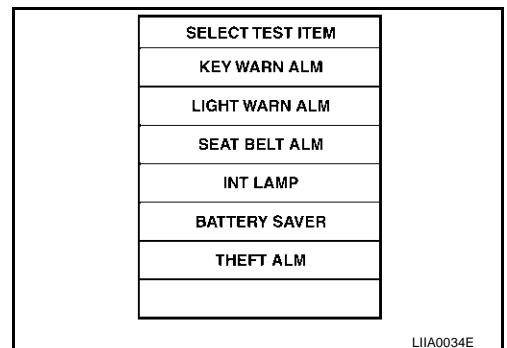 SELECT TEST ITEM
KEY WARN ALM
LIGHT WARN ALM
SEAT BELT ALM
INT LAMP
BATTERY SAVER
THEFT ALM
LIIA0034E